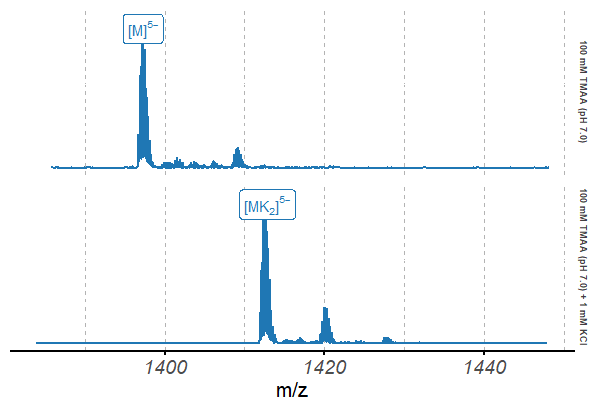 [M]⁵⁻
100 mM TMAA (pH 7.0)
[MK₂]⁵⁻
100 mM TMAA (pH 7.0) + 1 mM KCl
1400 1420 1440
m/z